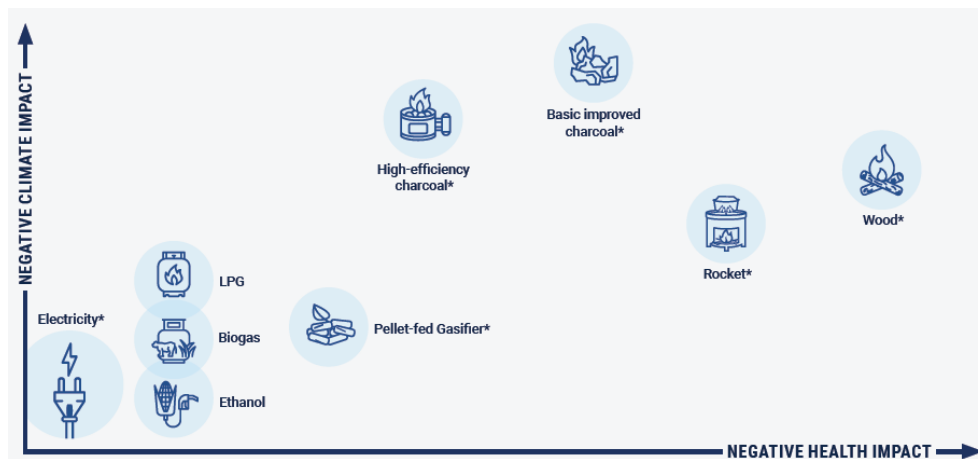 NEGATIVE CLIMATE IMPACT
Basic improved
charcoal*
High-efficiency
charcoal*
Wood*
Rocket*
LPG
Electricity*
Pellet-fed Gasifier*
Biogas
Ethanol
NEGATIVE HEALTH IMPACT